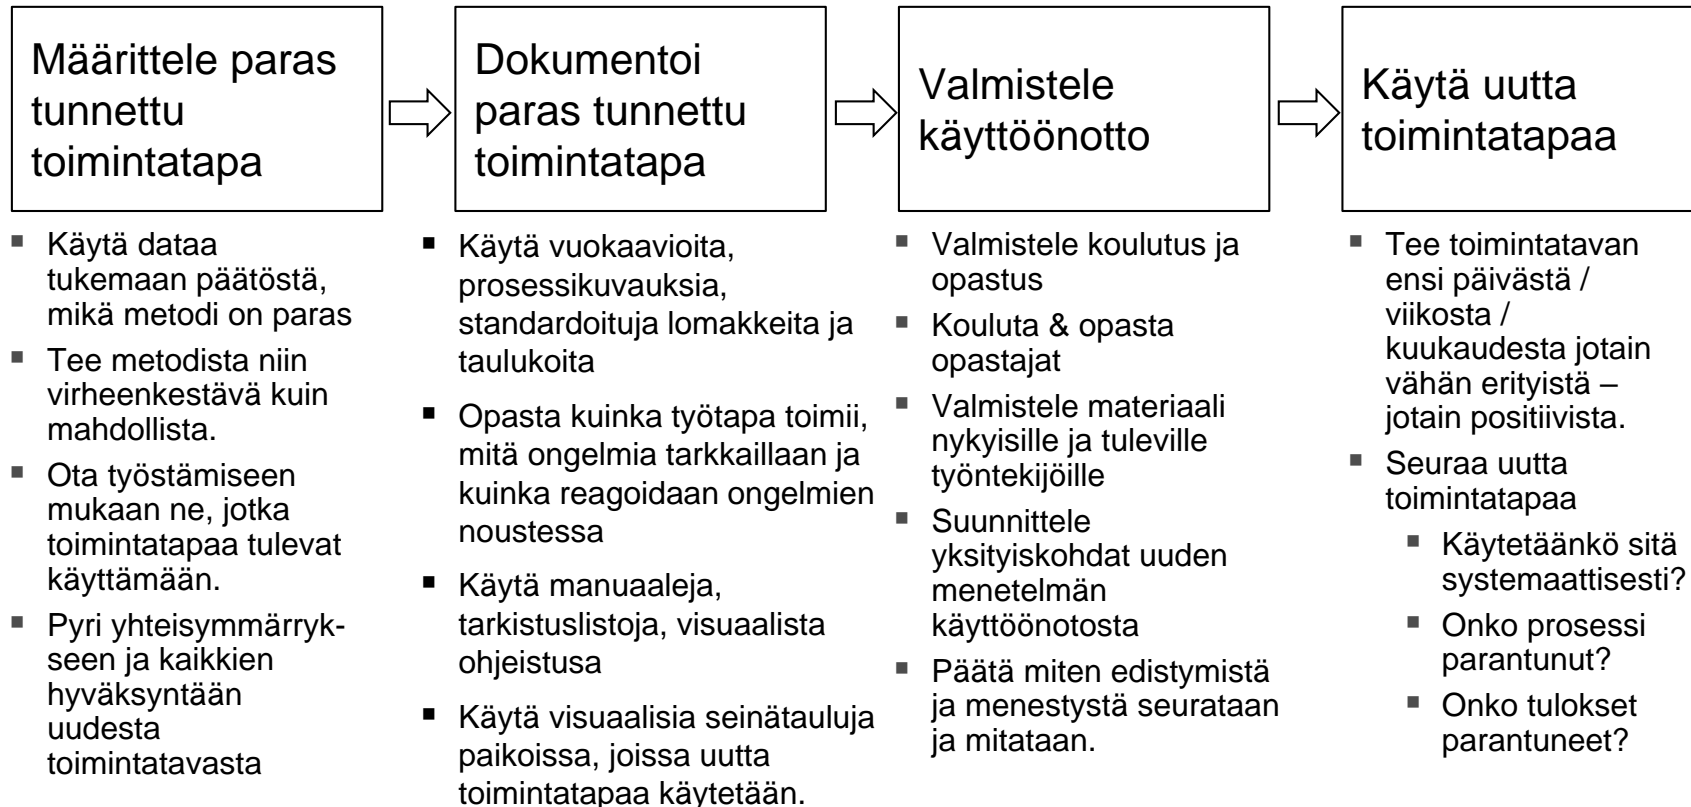 Määrittele paras
tunnettu
toimintatapa
Dokumentoi
paras tunnettu
toimintatapa
Valmistele
käyttöönotto
Käytä uutta
toimintatapaa
Käytä dataa
tukemaan päätöstä,
mikä metodi on paras
Tee metodista niin
virheenkestävä kuin
mahdollista.
Ota työstämiseen
mukaan ne, jotka
toimintatapaa tulevat
käyttämään.
Pyri yhteisymmärryk-
seen ja kaikkien
hyväksyntään
uudesta
toimintatavasta
Käytä vuokaavioita,
prosessikuvauksia,
standardoituja lomakkeita ja
taulukoita
Opasta kuinka työtapa toimii,
mitä ongelmia tarkkaillaan ja
kuinka reagoidaan ongelmien
noustessa
Käytä manuaaleja,
tarkistuslistoja, visuaalista
ohjeistusa
Käytä visuaalisia seinätauluja
paikoissa, joissa uutta
toimintatapaa käytetään.
Valmistele koulutus ja
opastus
Kouluta & opasta
opastajat
Valmistele materiaali
nykyisille ja tuleville
työntekijöille
Suunnittele
yksityiskohdat uuden
menetelmän
käyttöönotosta
Päätä miten edistymistä
ja menestystä seurataan
ja mitataan.
Tee toimintatavan
ensi päivästä /
viikosta /
kuukaudesta jotain
vähän erityistä –
jotain positiivista.
Seuraa uutta
toimintatapaa
Käytetäänkö sitä
systemaattisesti?
Onko prosessi
parantunut?
Onko tulokset
parantuneet?